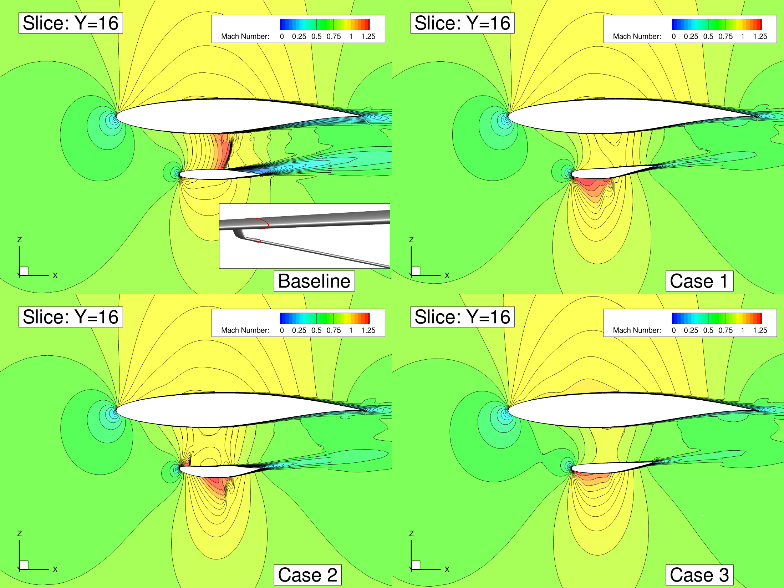 Slice: Y=16
Mach Number: 0 0.25 0.5 0.75 1 1.25
Z
Y X
Baseline
Slice: Y=16
Mach Number: 0 0.25 0.5 0.75 1 1.25
Z
Y X
Case 1
Slice: Y=16
Mach Number: 0 0.25 0.5 0.75 1 1.25
Z
Y X
Case 2
Slice: Y=16
Mach Number: 0 0.25 0.5 0.75 1 1.25
Z
Y X
Case 3